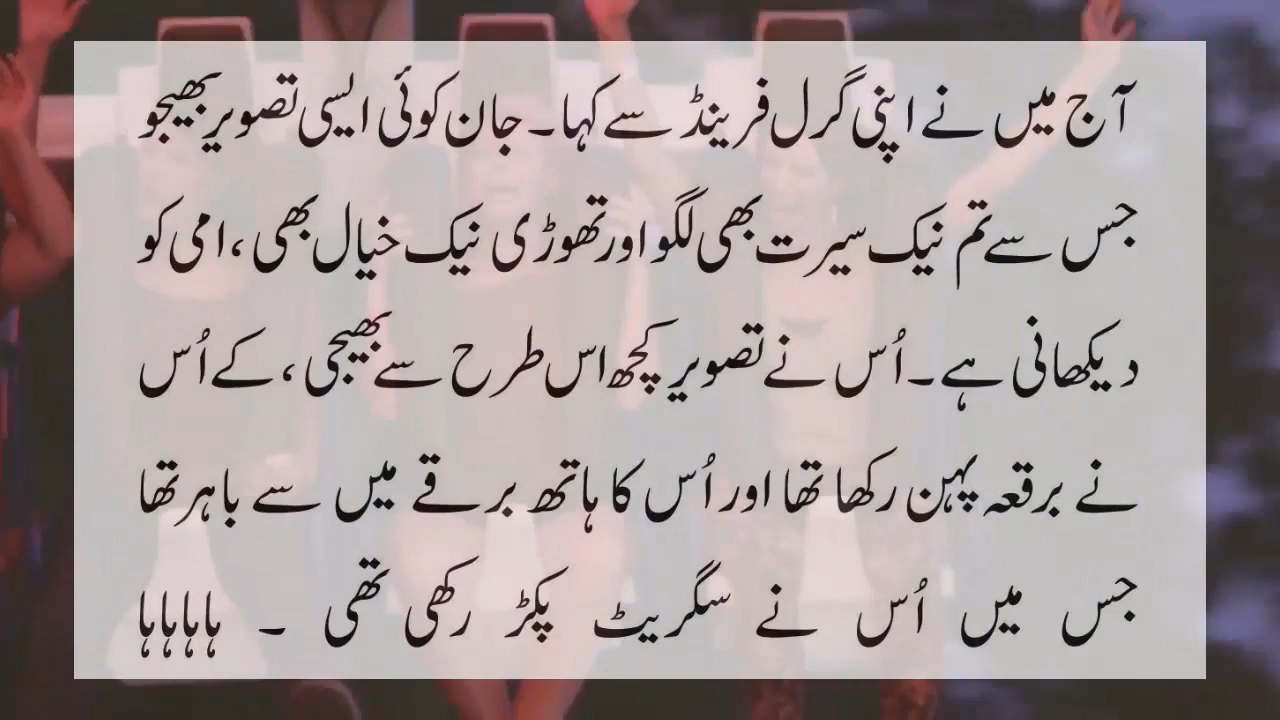 آج میں نے اپنی گرل فرینڈ سے کہا۔ جان کوئی ایسی تصویر بھیجو
جس سے تم نیک سیرت بھی لگو اور تھوڑی نیک خیال بھی ، امی کو
دیکھانی ہے۔ اُس نے تصویر کچھ اس طرح سے بھیجی ، کے اُس
نے برقعہ پہن رکھا تھا اور اُس کا ہاتھ برقے میں سے باہر تھا
جس میں اُس نے سگریٹ پکڑ رکھی تھی ۔ ہاہاہاہا